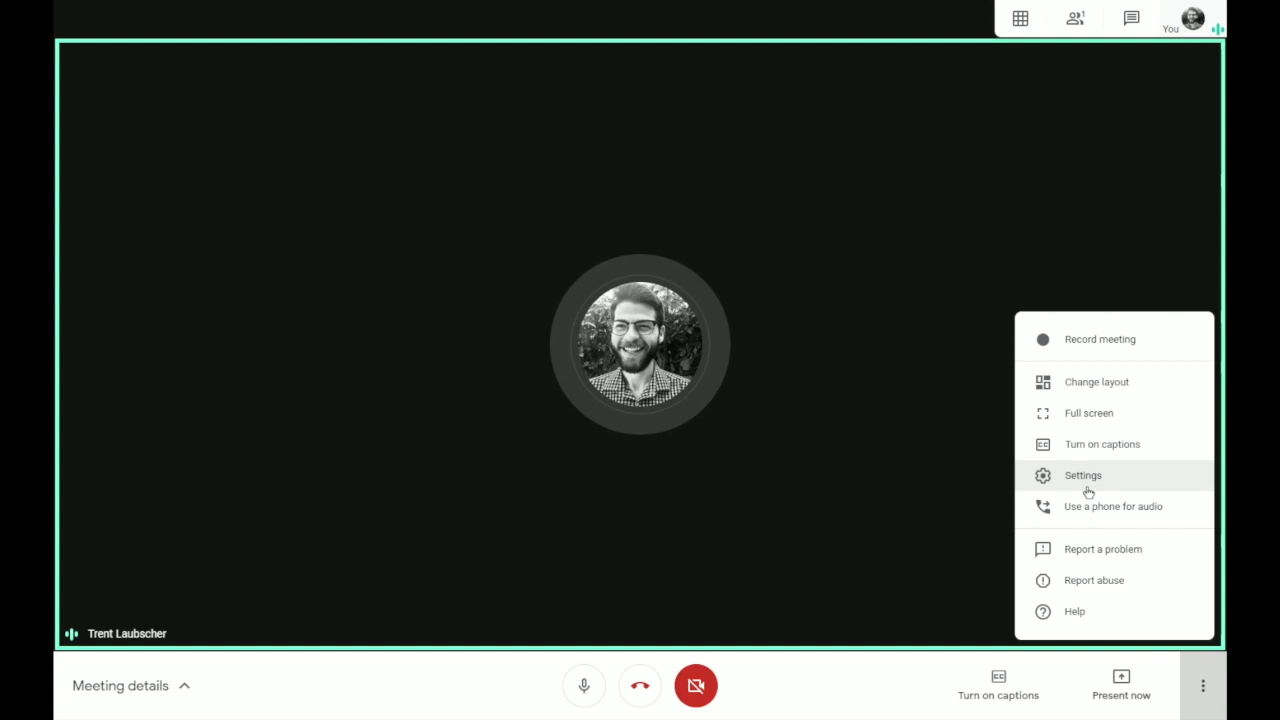 1
You
Record meeting
Change layout
Full screen
Turn on captions
Settings
Use a phone for audio
Report a problem
Report abuse
Help
Trent Laubscher
Meeting details
Turn on captions
Present now